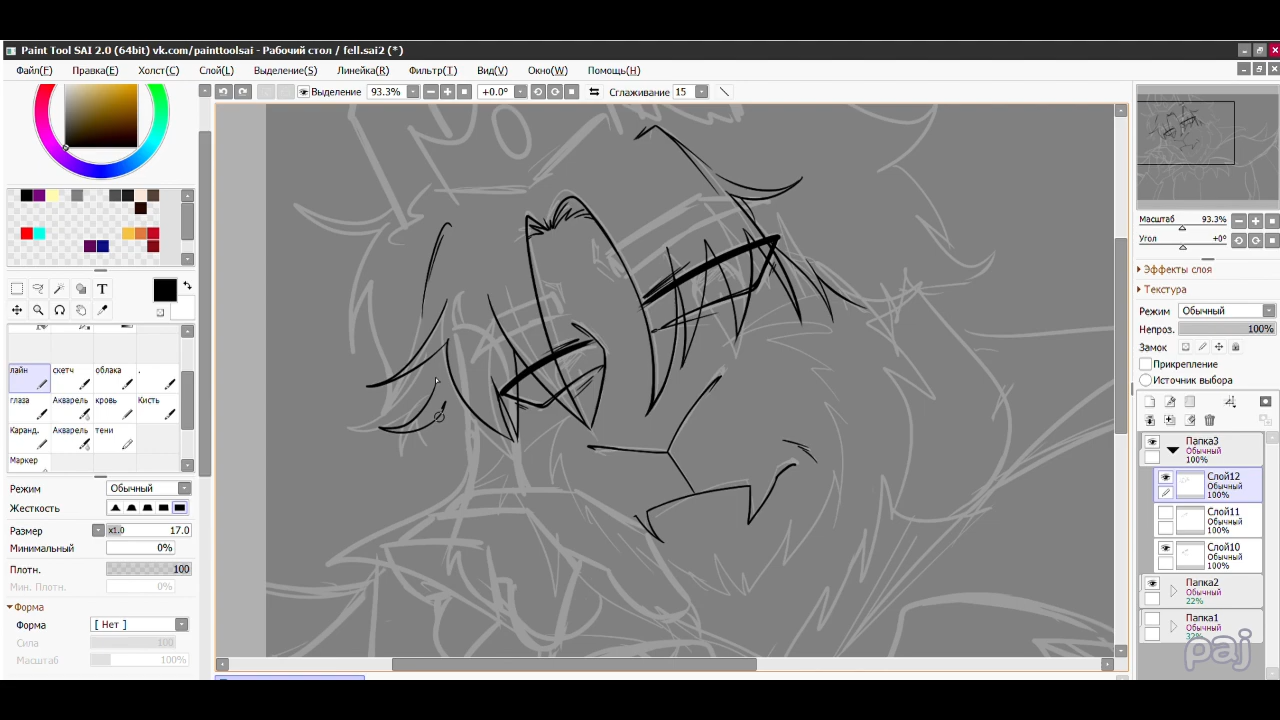 Paint Tool SAI 2.0 (64bit) vk.com/painttoolsai - Рабочий стол / fell.sai2 (*)
Файл(F) Правка(E) Холст(C) Слой(L) Выделение(S) Линейка(R) Фильтр(T) Вид(V) Окно(W) Помощь(H)
Выделение 93.3% +0.0° Сглаживание 15
Масштаб 93.3%
Угол +0°
Эффекты слоя
Текстура
Режим Обычный
Непроз. 100%
Замок
Прикрепление
Источник выбора
Папка3
Обычный
100%
Слой12
Обычный
100%
Слой11
Обычный
100%
Слой10
Обычный
100%
Папка2
Обычный
22%
Папка1
Обычный
32%
paj
T
лайн скетч облака .
глаза Акварель кровь Кисть
Каранд. Акварель тени
Маркер
Режим Обычный
Жесткость
Размер x1.0 17.0
Минимальный 0%
Плотн. 100
Мин. Плотн. 0%
Форма
Форма [ Нет ]
Сила 100
Масштаб 100%